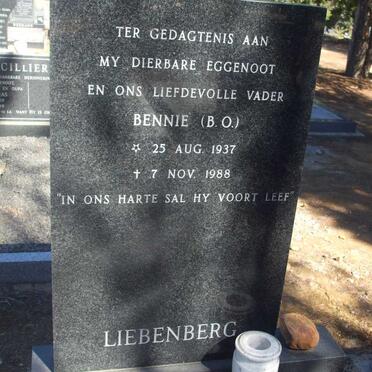 TER GEDAGTENIS AAN
MY DIERBARE EGGENOOT
EN ONS LIEFDEVOLLE VADER
BENNIE (B.O.)
☆ 25 AUG. 1937
✝ 7 NOV. 1988
"IN ONS HARTE SAL HY VOORT LEEF"
LIEBENBERG
CILLIER